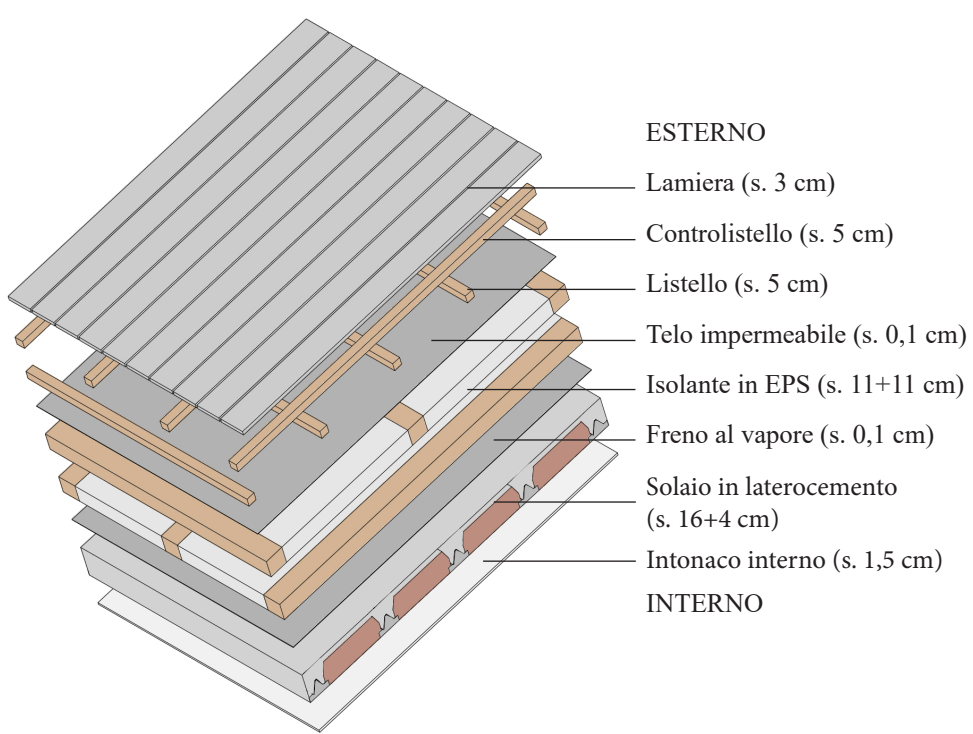 ESTERNO
Lamiera (s. 3 cm)
Controlistello (s. 5 cm)
Listello (s. 5 cm)
Telo impermeabile (s. 0,1 cm)
Isolante in EPS (s. 11+11 cm)
Freno al vapore (s. 0,1 cm)
Solaio in laterocemento
(s. 16+4 cm)
Intonaco interno (s. 1,5 cm)
INTERNO